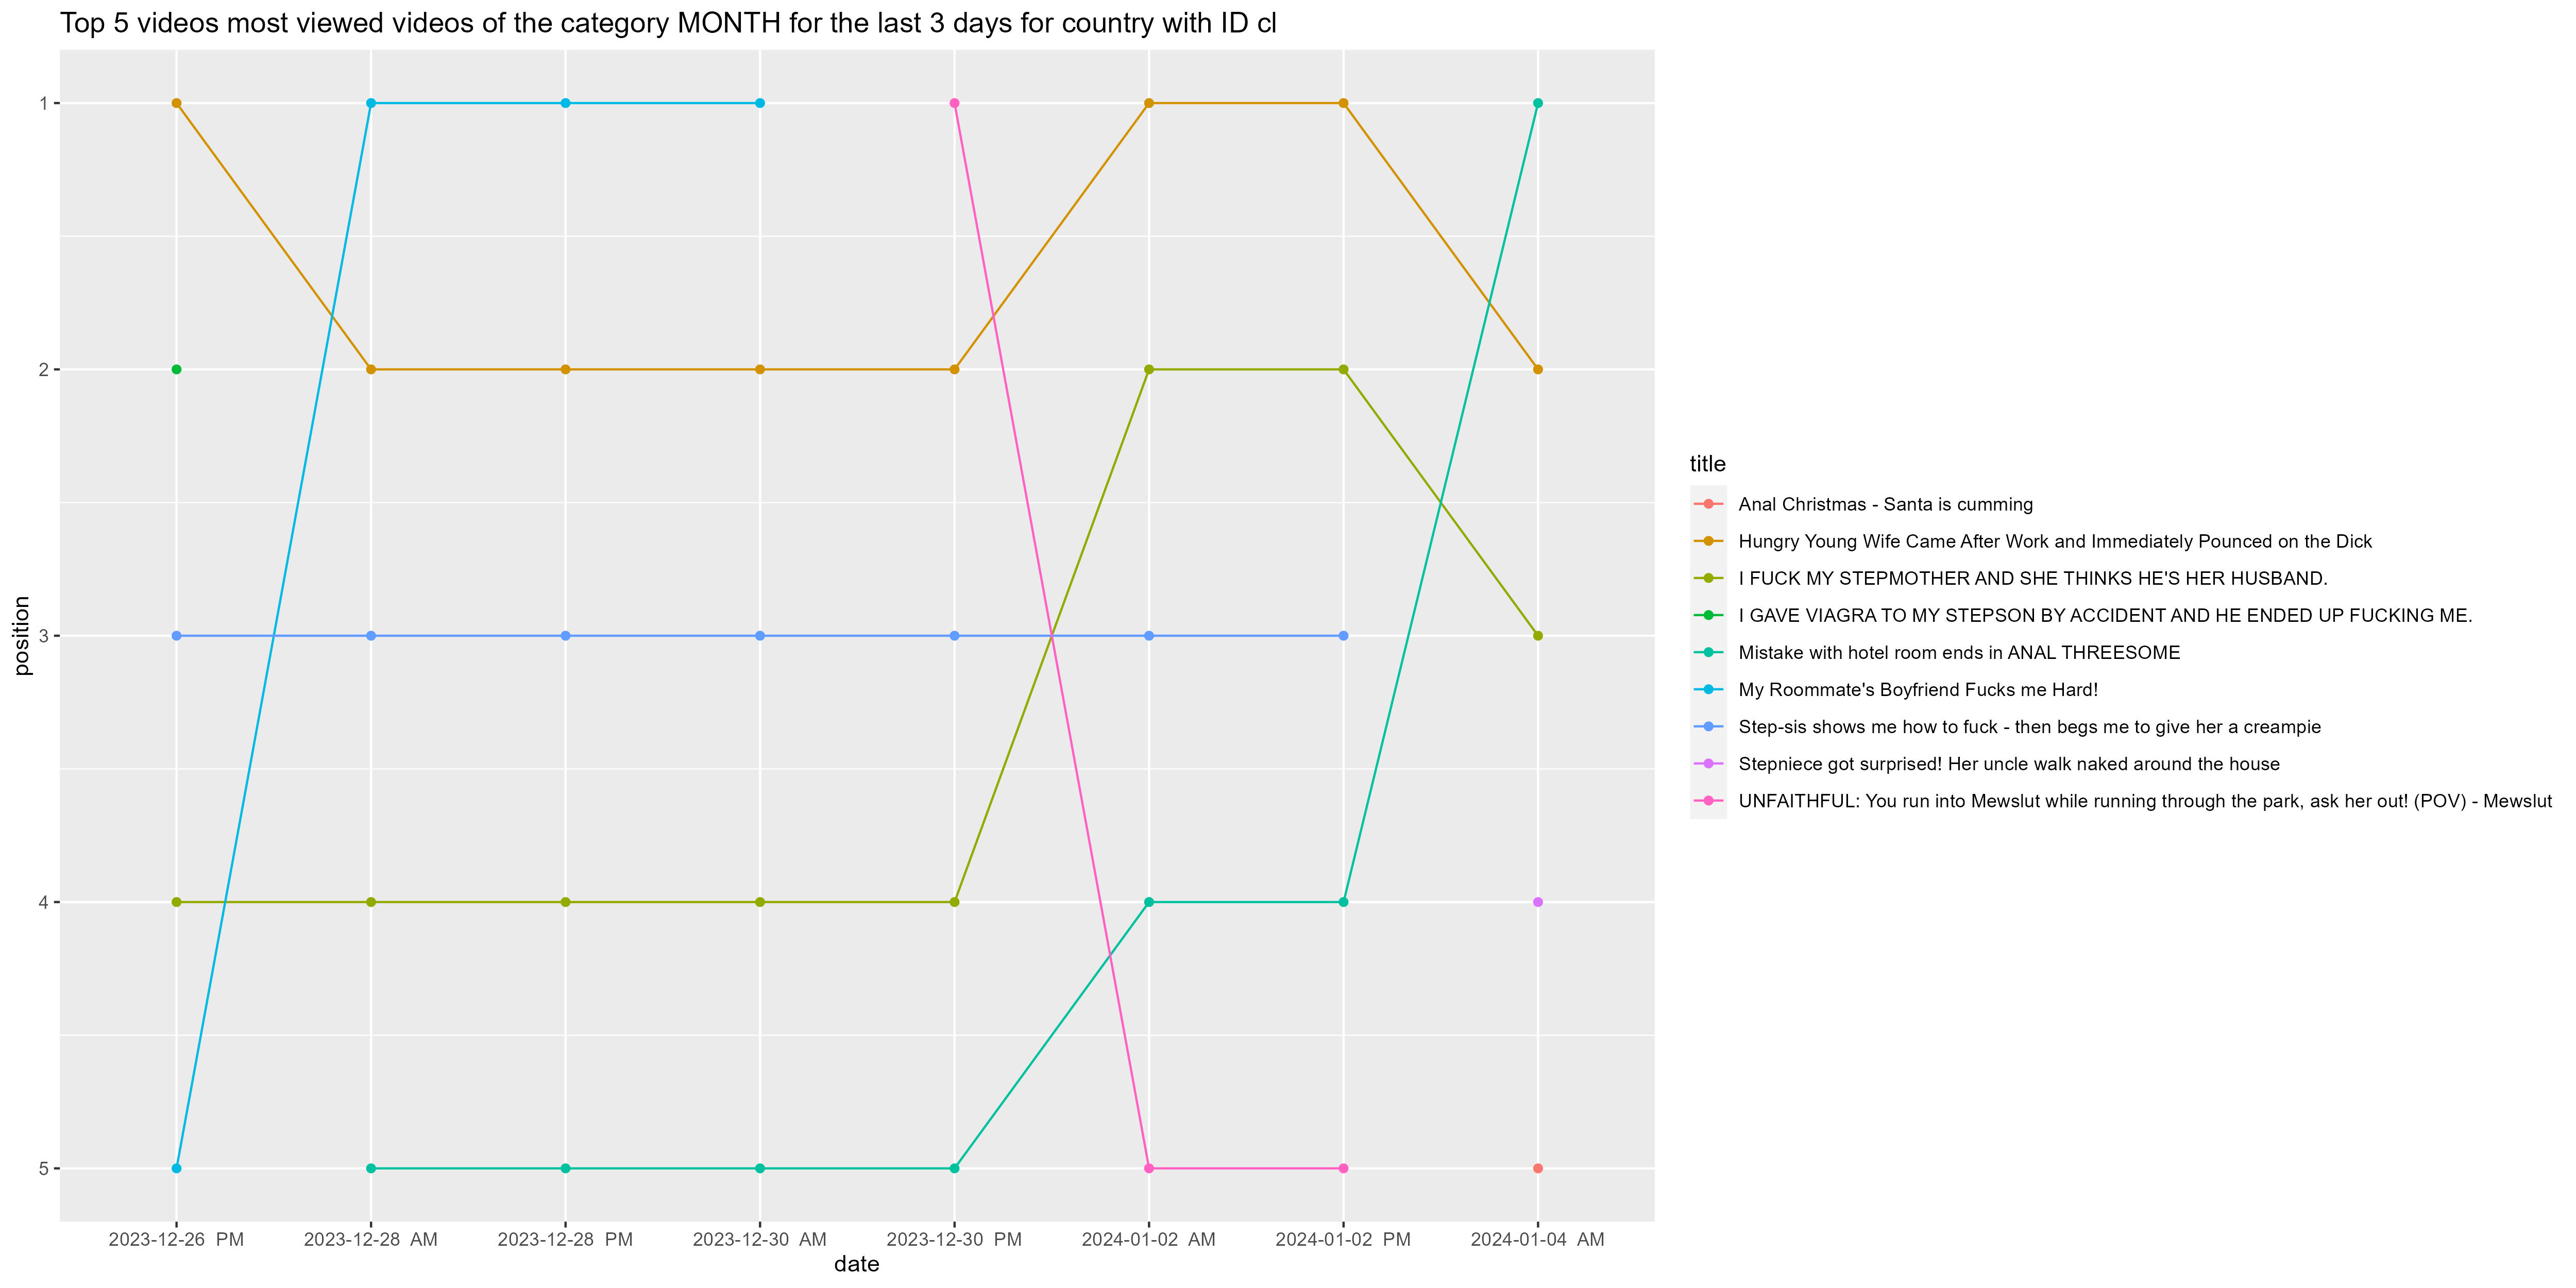 Top 5 videos most viewed videos of the category MONTH for the last 3 days for country with ID cl
position
1
2
3
4
5
2023-12-26 PM
2023-12-28 AM
2023-12-28 PM
2023-12-30 AM
2023-12-30 PM
2024-01-02 AM
2024-01-02 PM
2024-01-04 AM
date
title
Anal Christmas - Santa is cumming
Hungry Young Wife Came After Work and Immediately Pounced on the Dick
I FUCK MY STEPMOTHER AND SHE THINKS HE'S HER HUSBAND.
I GAVE VIAGRA TO MY STEPSON BY ACCIDENT AND HE ENDED UP FUCKING ME.
Mistake with hotel room ends in ANAL THREESOME
My Roommate's Boyfriend Fucks me Hard!
Step-sis shows me how to fuck - then begs me to give her a creampie
Stepniece got surprised! Her uncle walk naked around the house
UNFAITHFUL: You run into Mewslut while running through the park, ask her out! (POV) - Mewslut